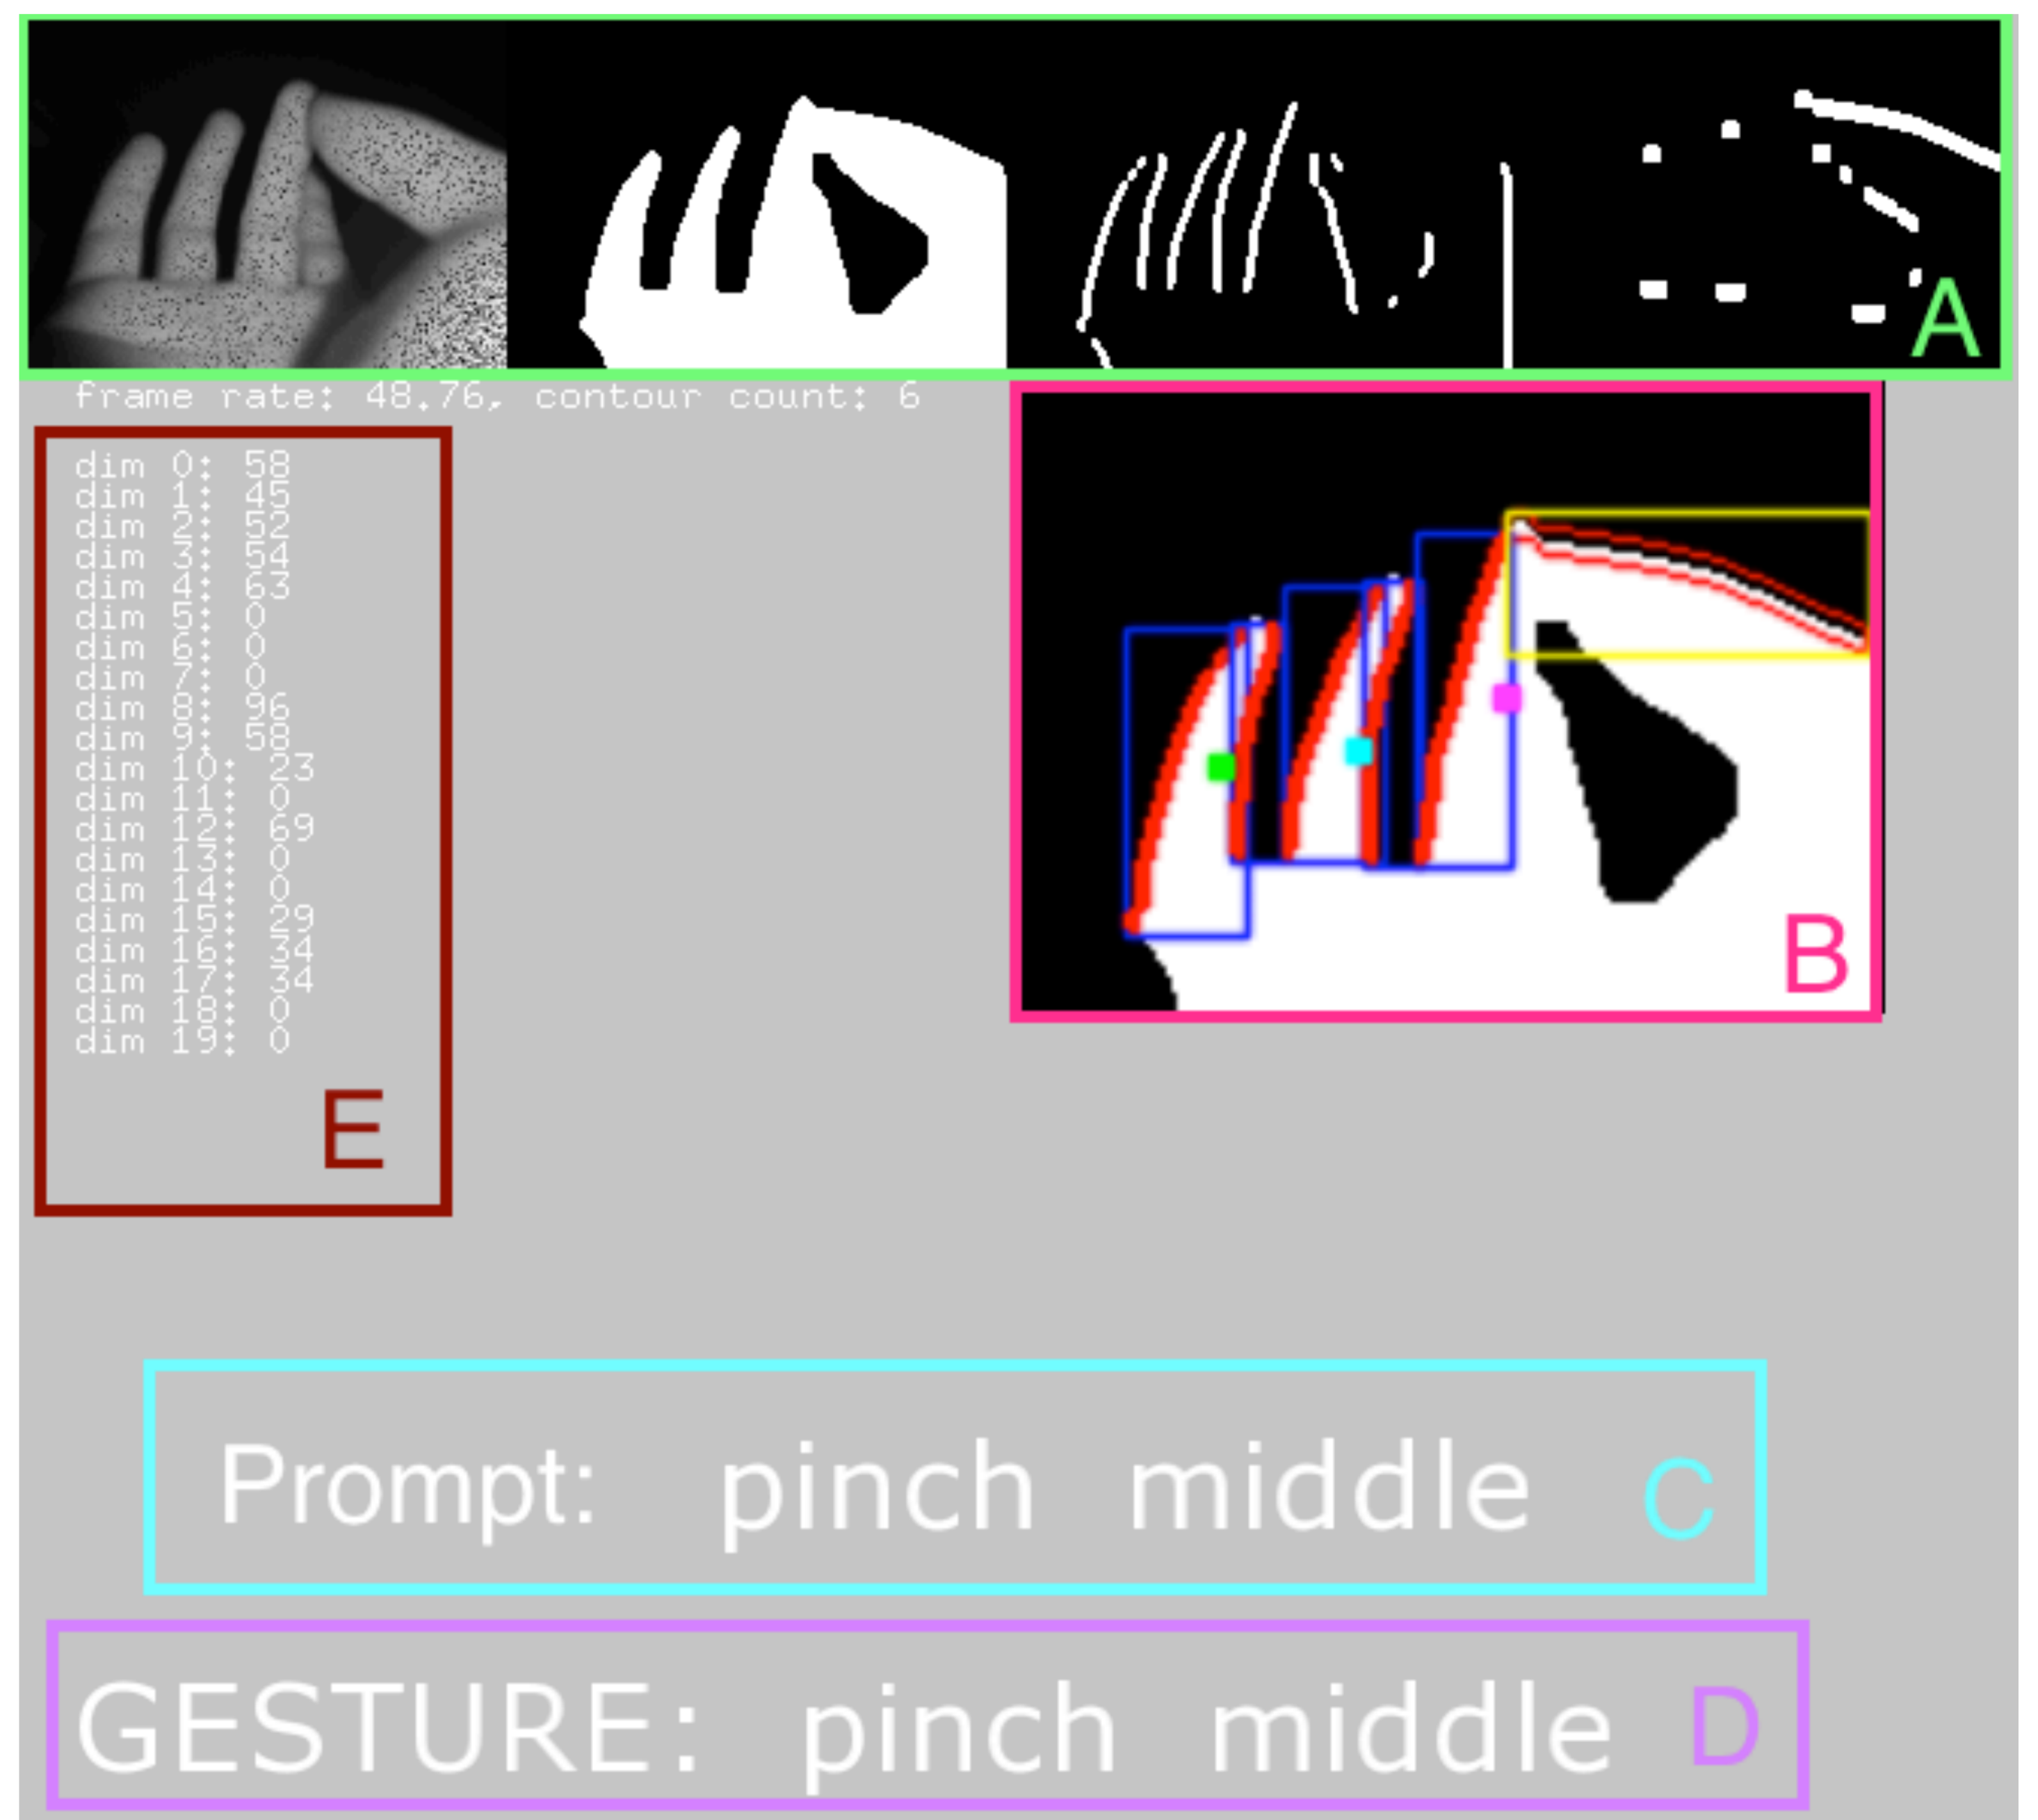 A
frame rate: 48.76, contour count: 6
dim 0: 58
dim 1: 45
dim 2: 52
dim 3: 54
dim 4: 63
dim 5: 0
dim 6: 0
dim 7: 0
dim 8: 96
dim 9: 58
dim 10: 23
dim 11: 0
dim 12: 69
dim 13: 0
dim 14: 0
dim 15: 29
dim 16: 34
dim 17: 34
dim 18: 0
dim 19: 0
E
B
Prompt: pinch middle C
GESTURE: pinch middle D